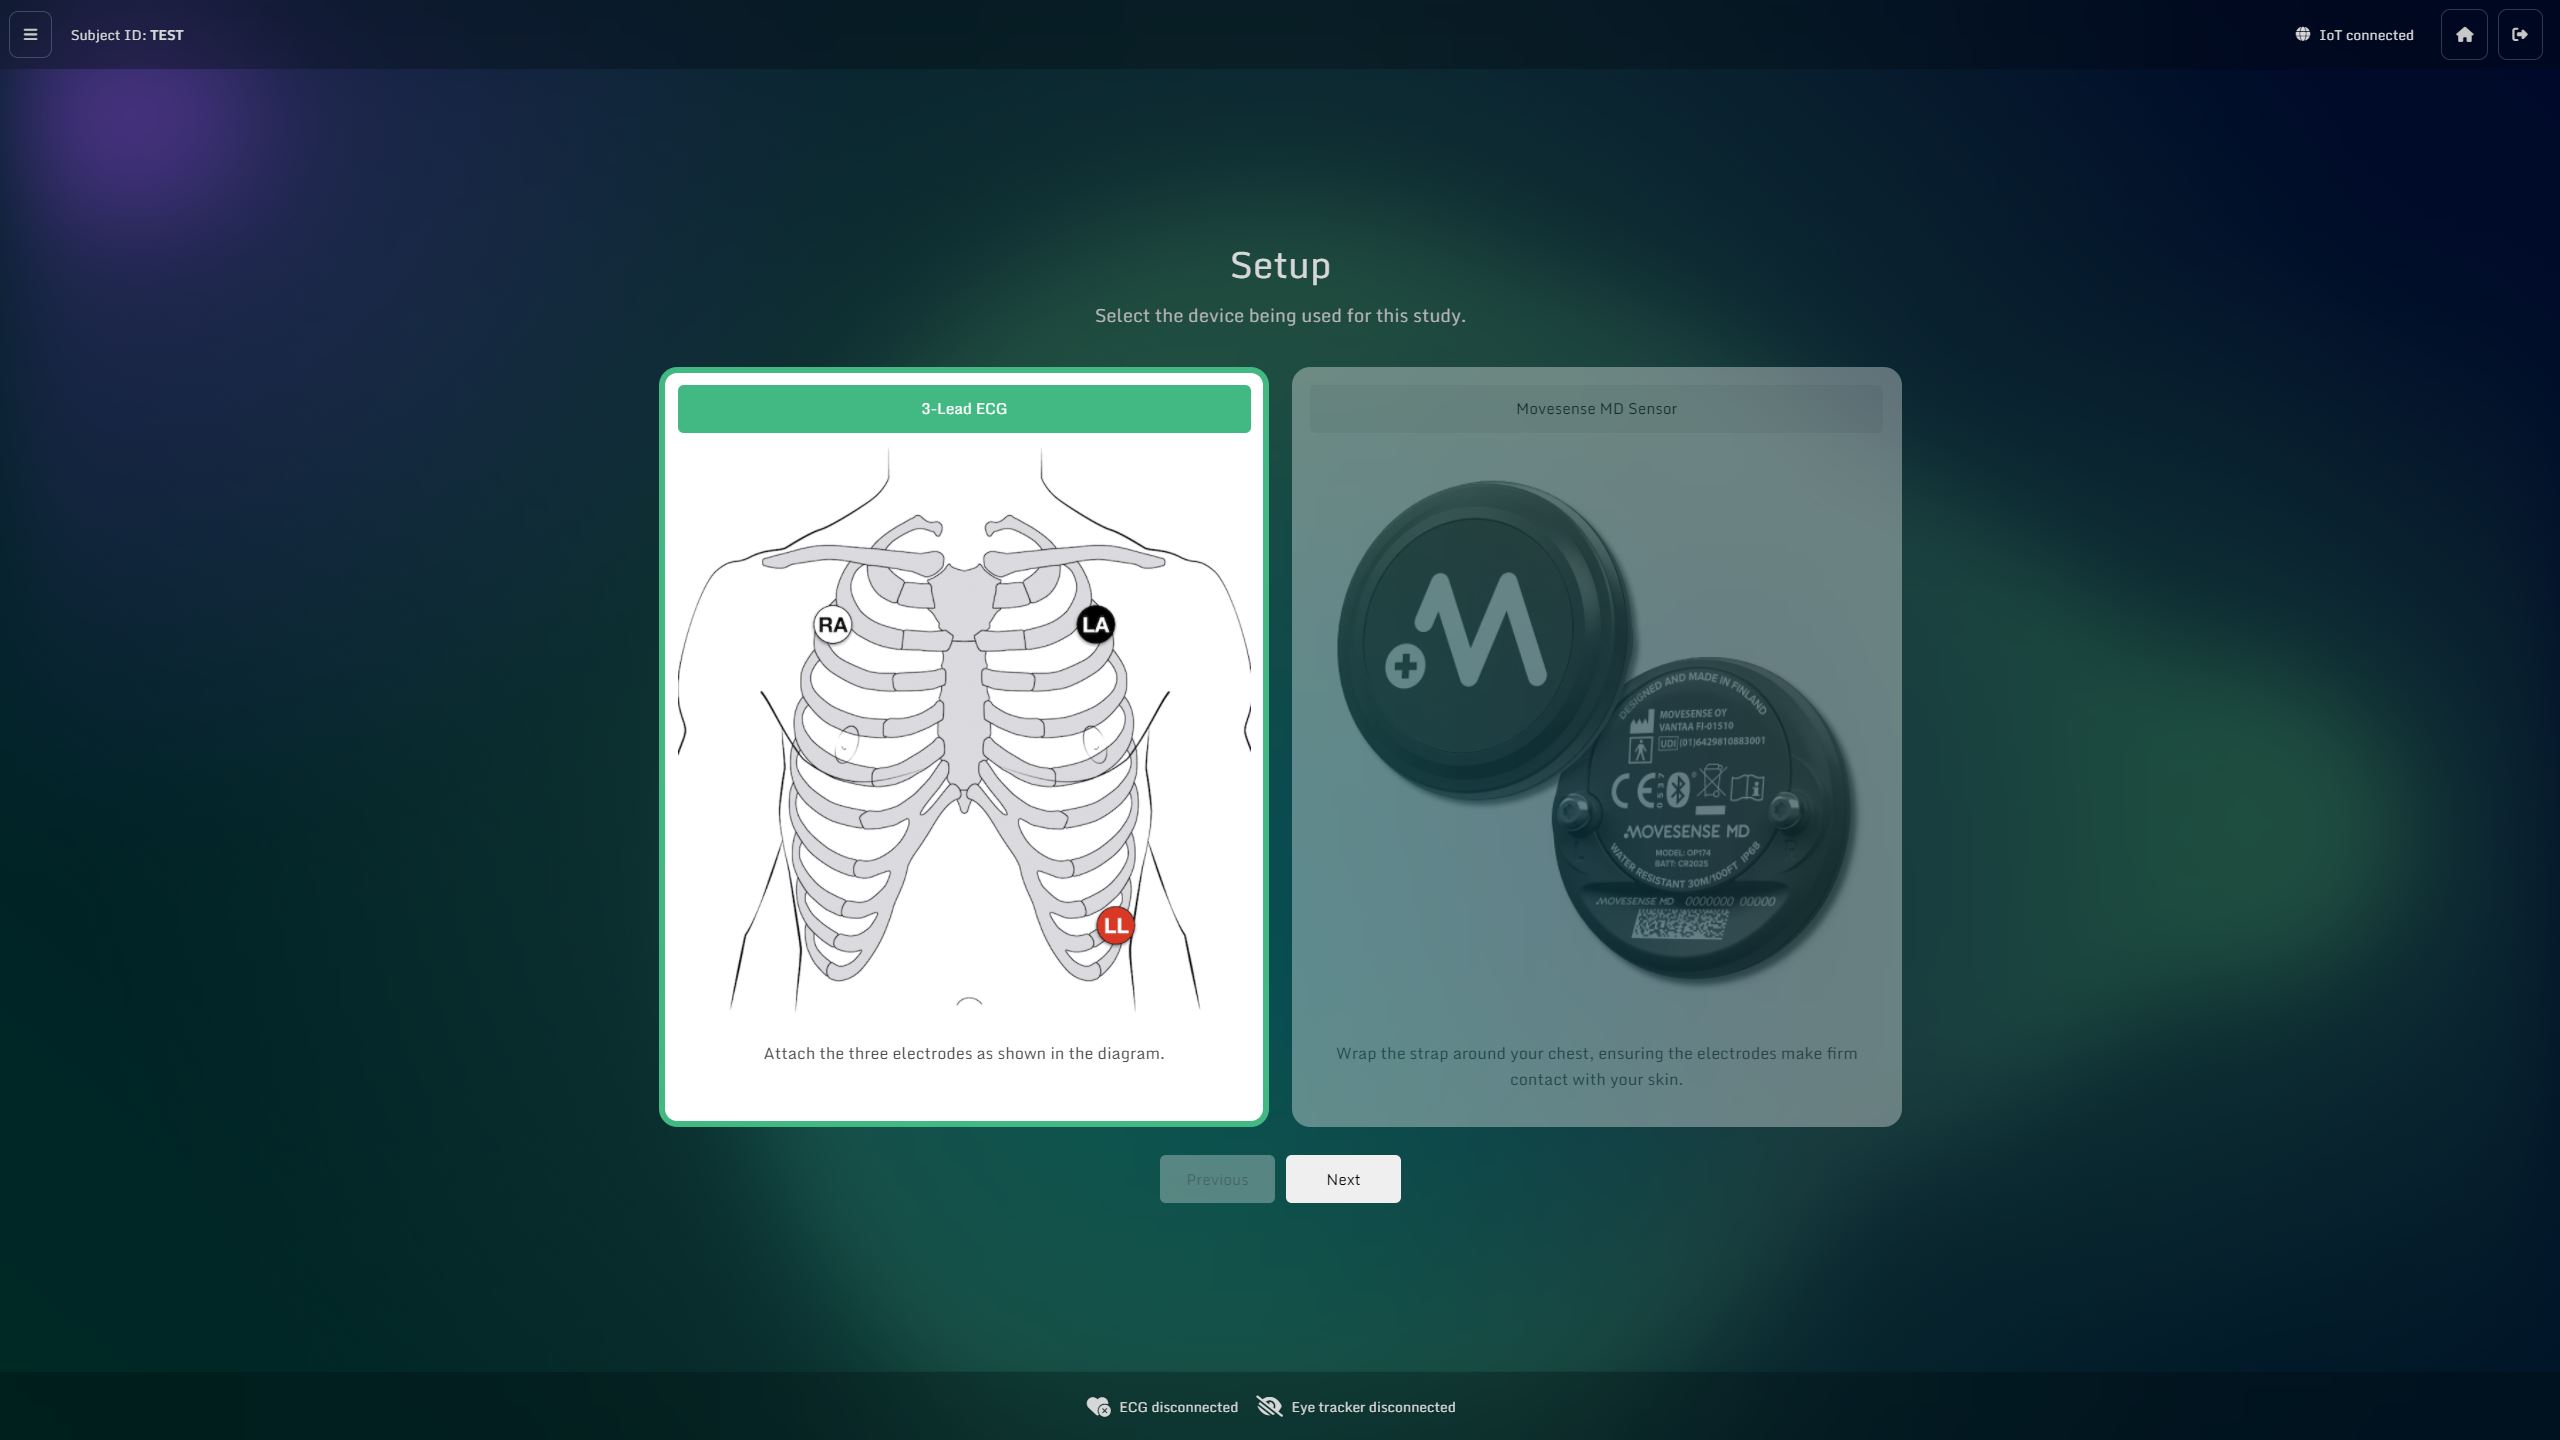 Subject ID: TEST
IoT connected
Setup
Select the device being used for this study.
3-Lead ECG
RA
LA
LL
Attach the three electrodes as shown in the diagram.
Movesense MD Sensor
M
DESIGNED AND MADE IN FINLAND
MOVESENSE OY
VANTAA FI-01510
UDI (01)6429810883001
CE 0537
MOVESENSE MD
MODEL: OP174
BATT: CR2025
WATER RESISTANT 30M/100FT IP68
MOVESENSE MD 0000000 00000
Wrap the strap around your chest, ensuring the electrodes make firm
contact with your skin.
Previous
Next
ECG disconnected
Eye tracker disconnected